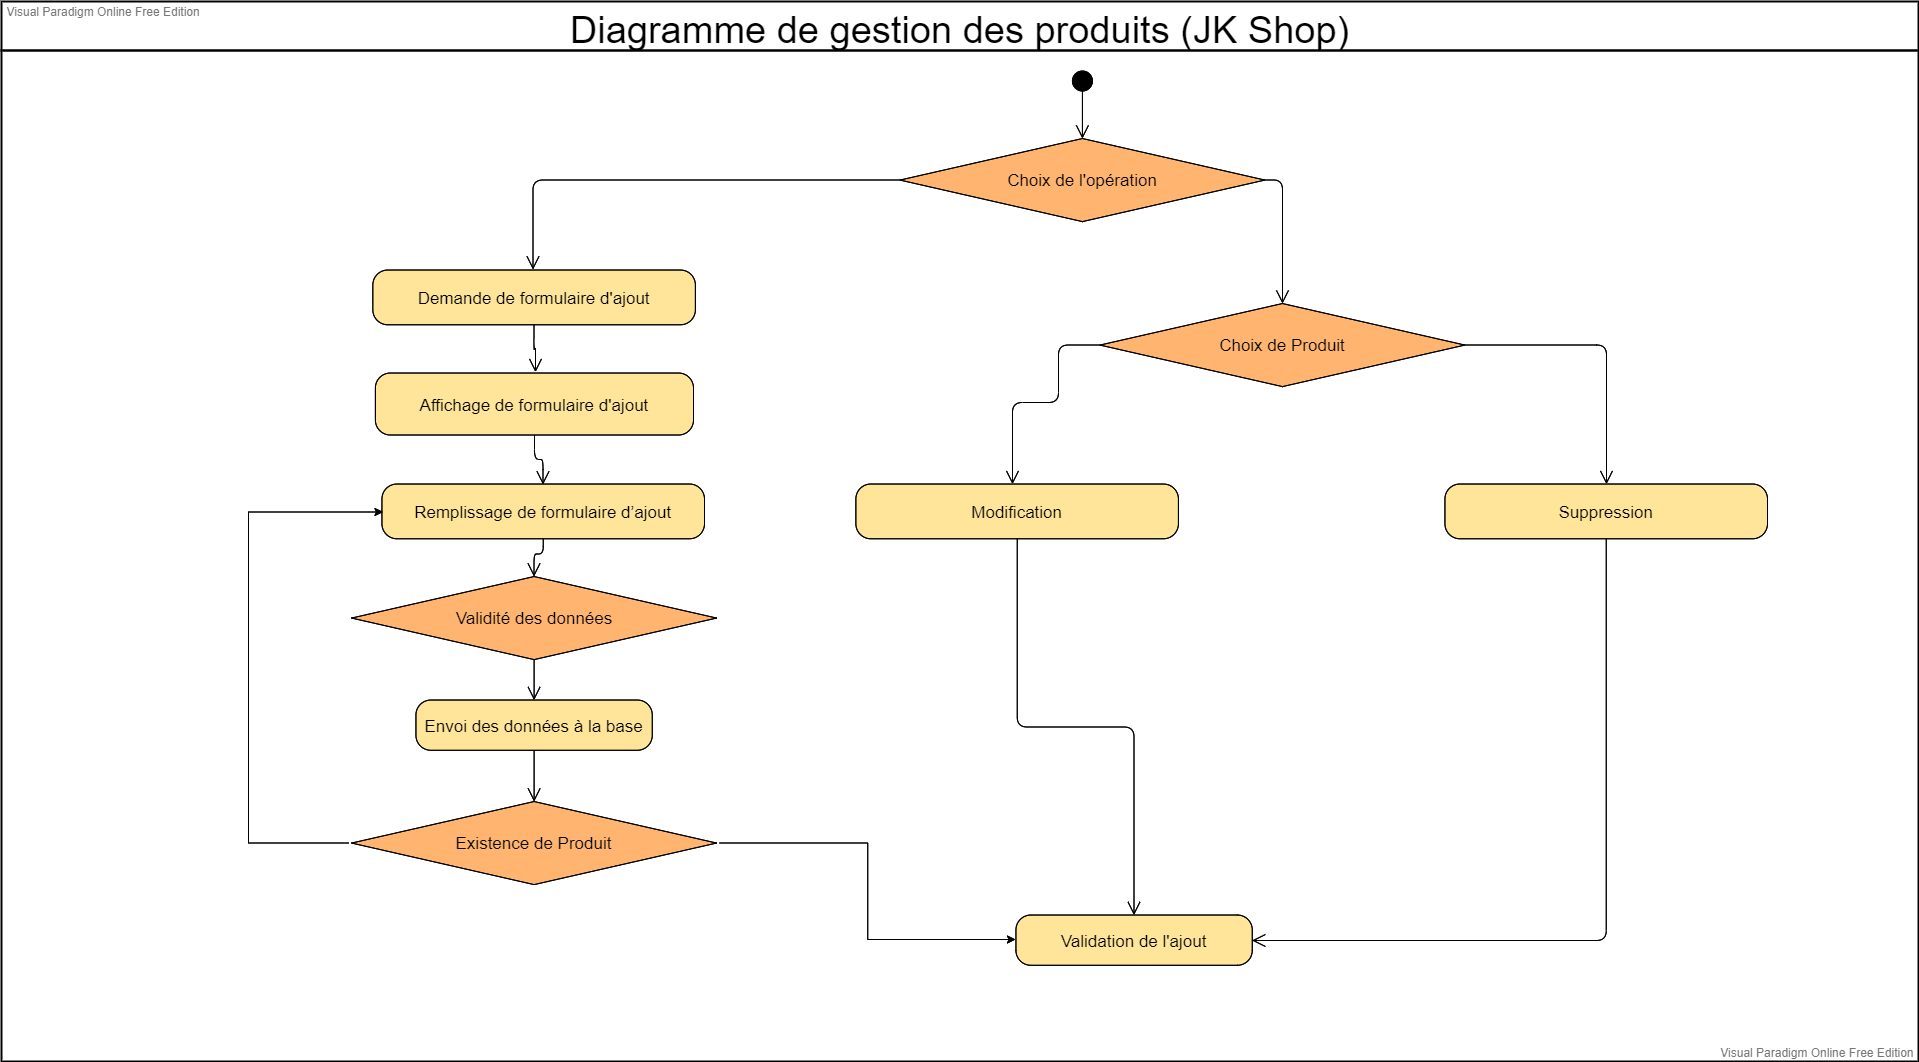 Visual Paradigm Online Free Edition
Diagramme de gestion des produits (JK Shop)
Choix de l'opération
Demande de formulaire d'ajout
Choix de Produit
Affichage de formulaire d'ajout
Remplissage de formulaire d’ajout
Modification
Suppression
Validité des données
Envoi des données à la base
Existence de Produit
Validation de l'ajout
Visual Paradigm Online Free Edition